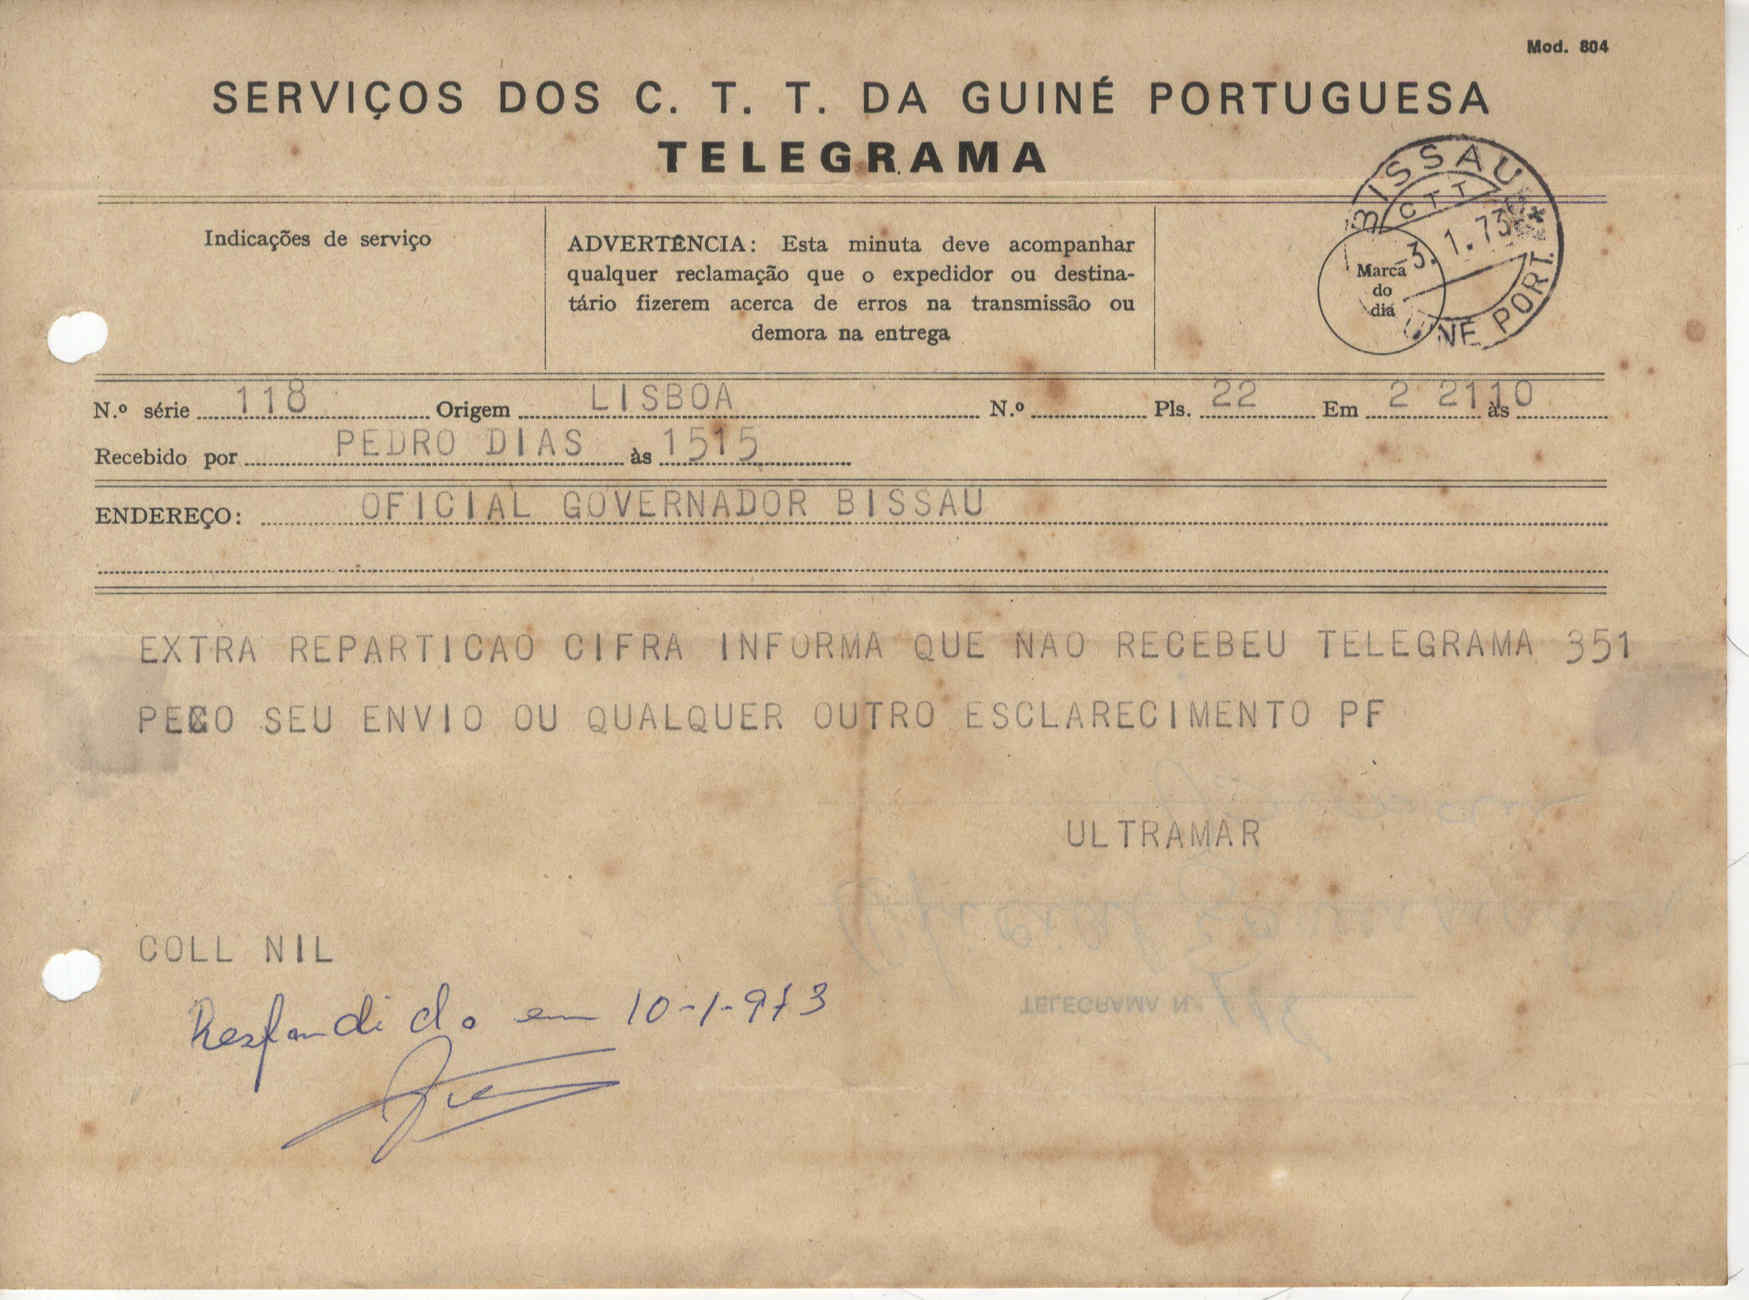 Mod. 804
SERVIÇOS DOS C. T. T. DA GUINÉ PORTUGUESA
TELEGRAMA
BISSAU
CTT
3. 1. 73
Indicações de serviço
ADVERTÊNCIA: Esta minuta deve acompanhar
qualquer reclamação que o expedidor ou destina-
tário fizerem acerca de erros na transmissão ou
demora na entrega
Marca
do
dia
PORT.
N.º série 118 Origem LISBOA N.º Pls. 22 Em 2 2110 às
Recebido por PEDRO DIAS às 1515
ENDEREÇO: OFICIAL GOVERNADOR BISSAU
EXTRA REPARTICAO CIFRA INFORMA QUE NAO RECEBEU TELEGRAMA 351
PECO SEU ENVIO OU QUALQUER OUTRO ESCLARECIMENTO PF
ULTRAMAR
COLL NIL
Respondido em 10-1-973
TELEGRAMA N.